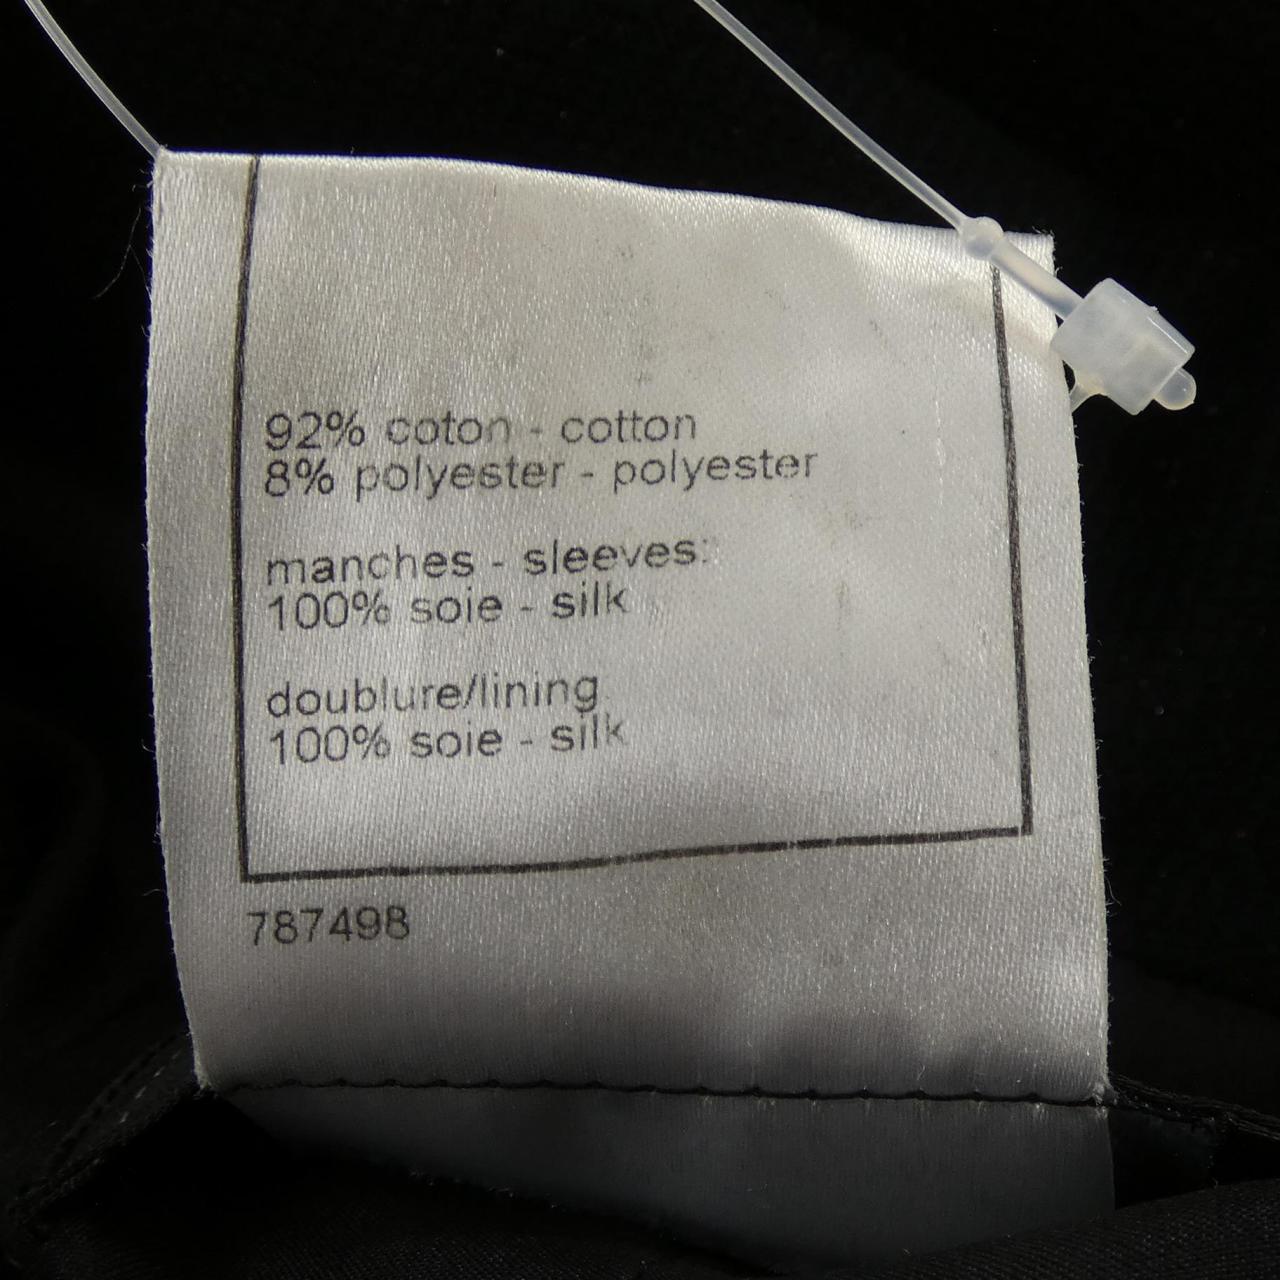 92% coton - cotton
8% polyester - polyester
manches - sleeves:
100% soie - silk
doublure/lining
100% soie - silk
787498